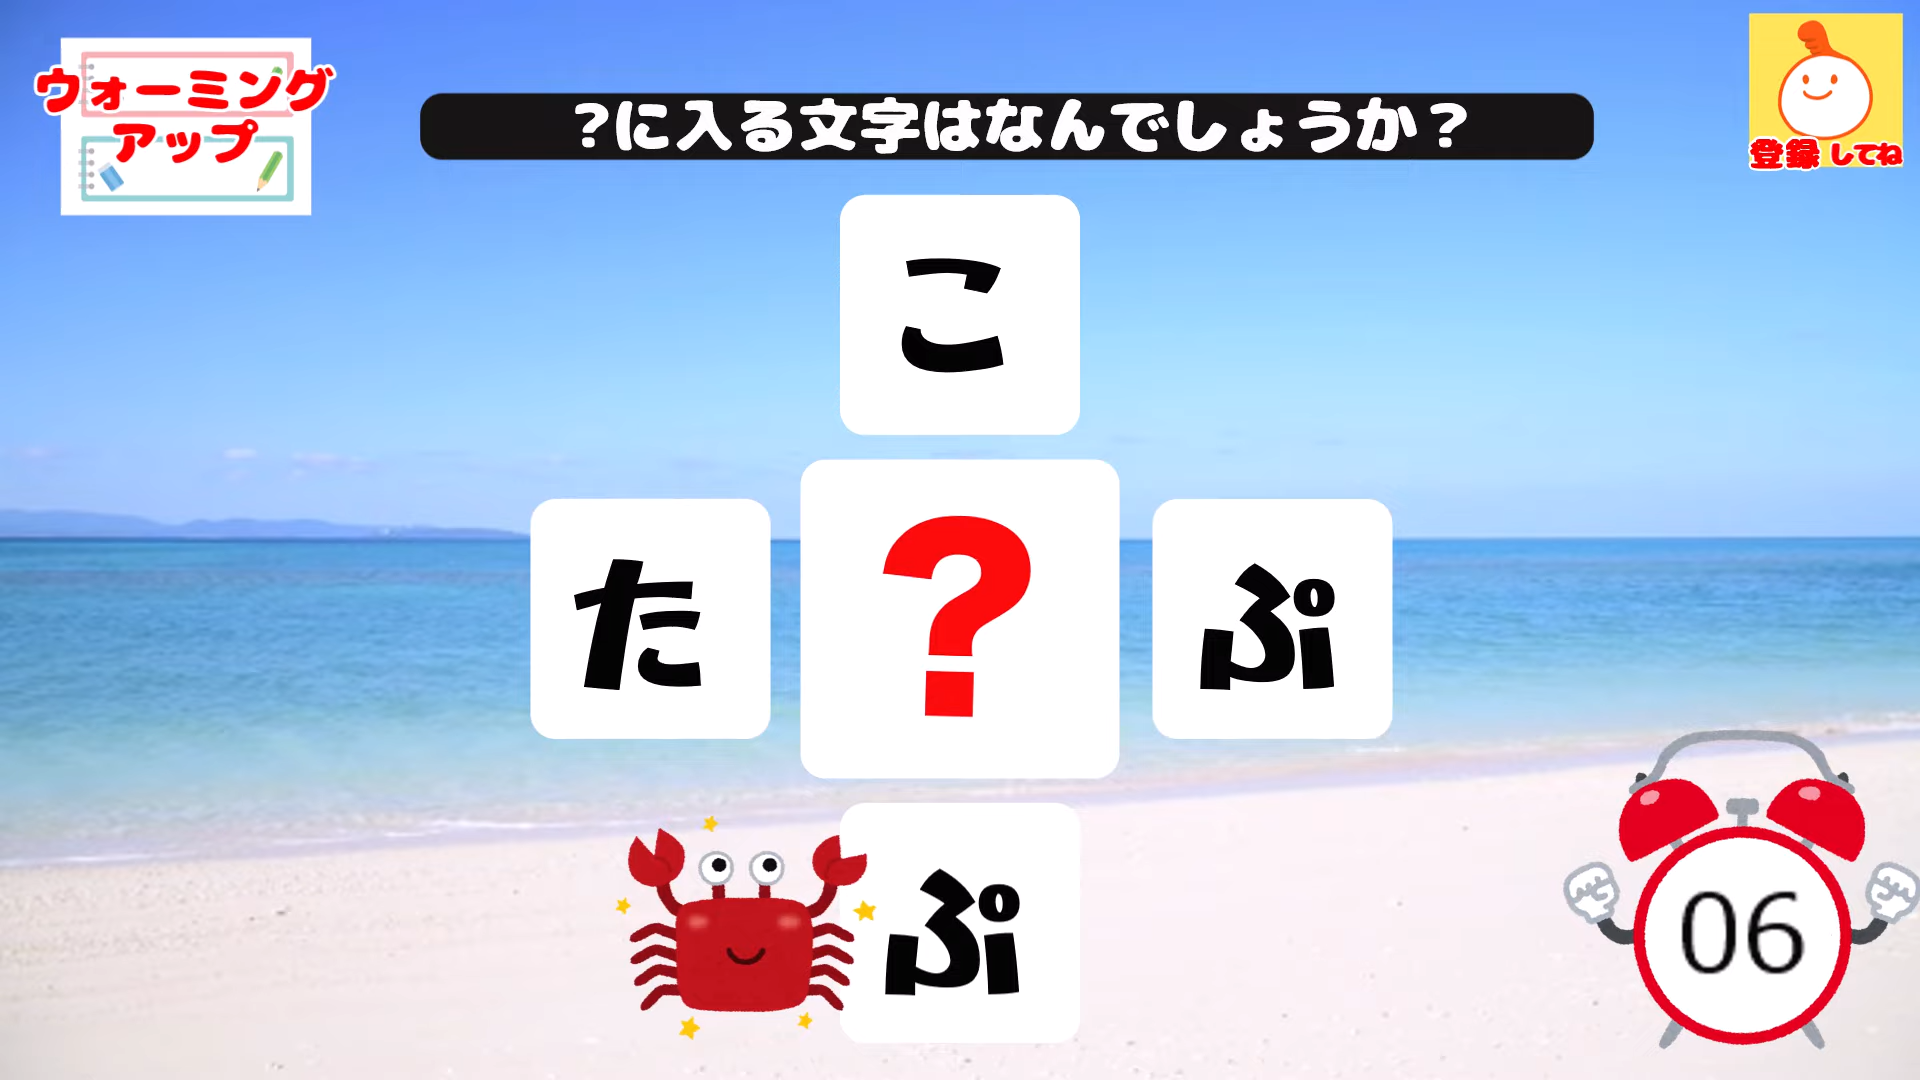 ウォーミング
アップ
?に入る文字はなんでしょうか?
登録してね
こ
た
?
ぷ
ぷ
06